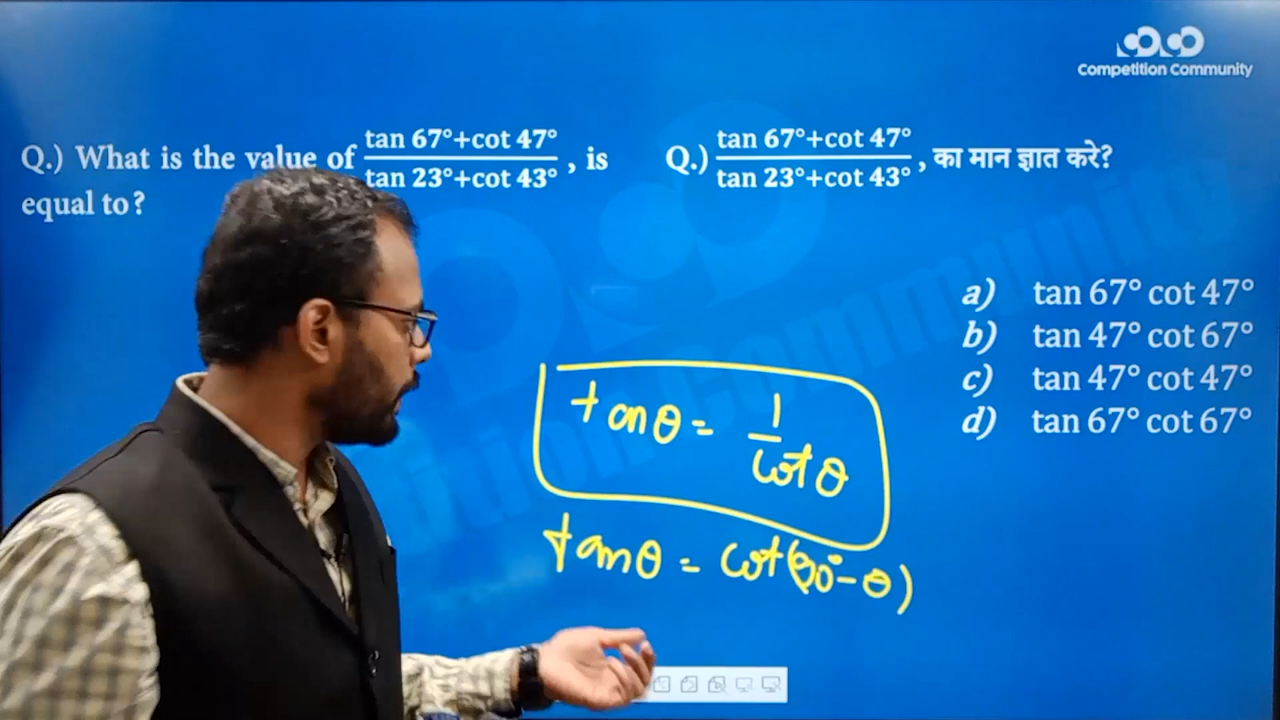 Competition Community
Q.) What is the value of tan 67°+cot 47° / tan 23°+cot 43° , is
equal to?
Q.) tan 67°+cot 47° / tan 23°+cot 43° , का मान ज्ञात करे?
a) tan 67° cot 47°
b) tan 47° cot 67°
c) tan 47° cot 47°
d) tan 67° cot 67°
tanθ = 1 / cotθ
tanθ = cot(90°-θ)